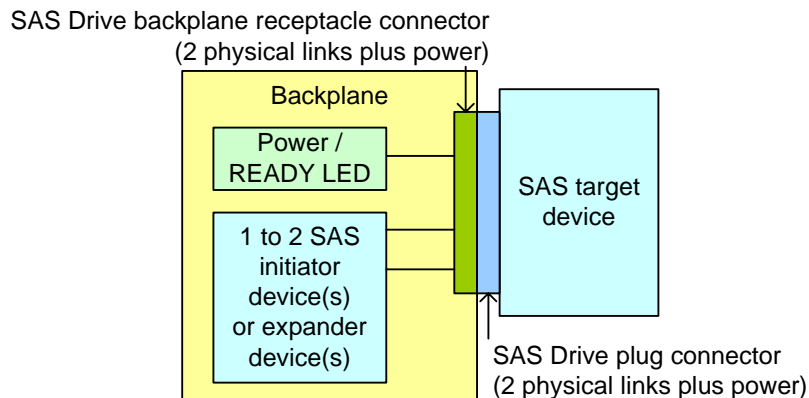 SAS Drive backplane receptacle connector
(2 physical links plus power)
Backplane
Power /
READY LED
SAS target
device
1 to 2 SAS
initiator
device(s)
or expander
device(s)
SAS Drive plug connector
(2 physical links plus power)